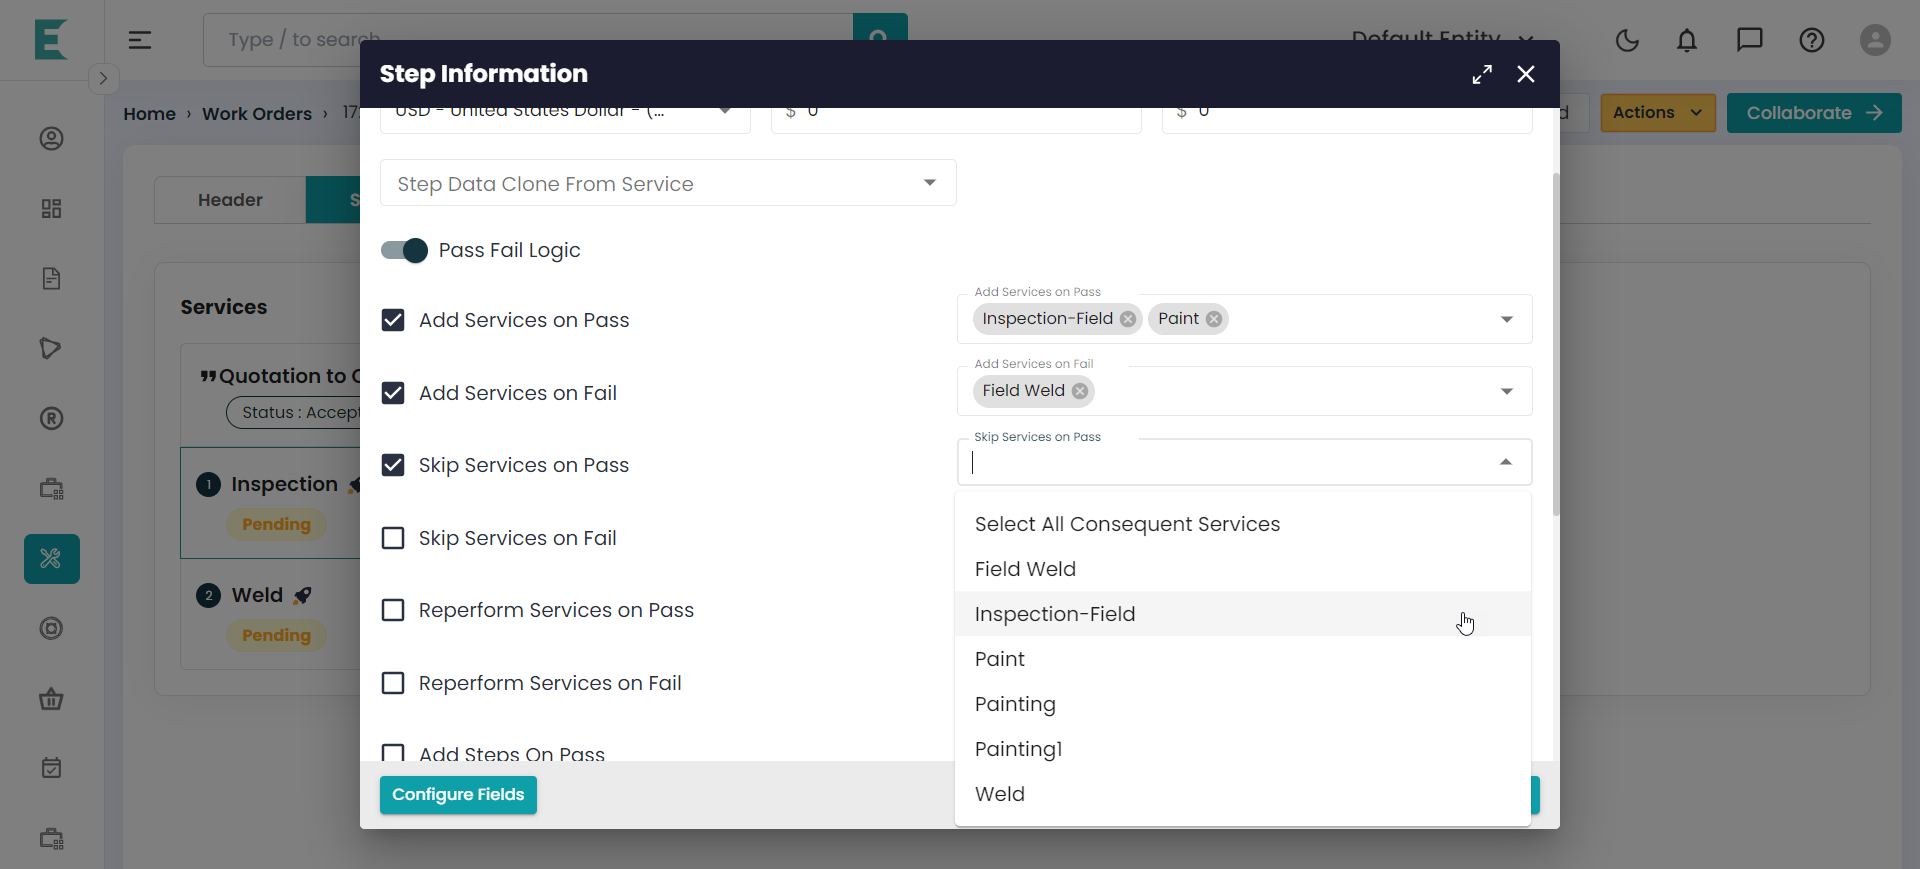 E
Type / to search
Default Entity
Step Information
Home › Work Orders › 17.
Actions
Collaborate
USD - United States Dollar - (...
$ 0
$ 0
Header
S
Step Data Clone From Service
Pass Fail Logic
Services
Add Services on Pass
Add Services on Pass
Inspection-Field
Paint
Quotation to
Status : Accept
Add Services on Fail
Add Services on Fail
Field Weld
Skip Services on Pass
Skip Services on Pass
1 Inspection
Pending
Select All Consequent Services
Field Weld
Inspection-Field
Paint
Painting
Painting1
Weld
Skip Services on Fail
2 Weld
Pending
Reperform Services on Pass
Reperform Services on Fail
Add Steps On Pass
Configure Fields